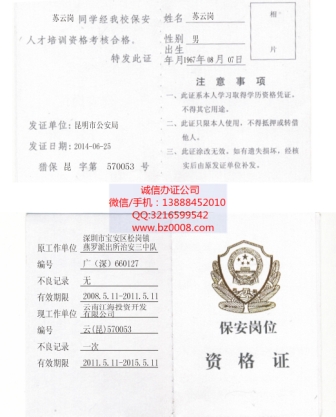 苏云岗 同学经我校保安
人才培训资格考核合格。
特发此证
发证单位：昆明市公安局
发证日期：2014-06-25
猎保 昆 字第 570053 号
姓名 苏云岗
性别 男
出生
年月 1967年08月07日
注意事项
一、此证系本人学习取得学的资格凭证，
不得其它用途。
二、此证只限本人使用，不得抵押或转借
他人。
三、此证涂改无效，如有遗失损坏，经核
实后由原发证单位补发。
诚信办证公司
微信/手机：13888452010
QQ:3216599542
www.bz0008.com
原工作单位 深圳市宝安区松岗镇
燕罗派出所治安三中队
编号 广（深）660127
不良记录 无
有效期限 2008.5.11-2011.5.11
现工作单位 云南江海投资开发
有限公司
编号 云(昆)570053
不良记录 一次
有效期限 2011.5.11-2015.5.11
保安岗位
资格证